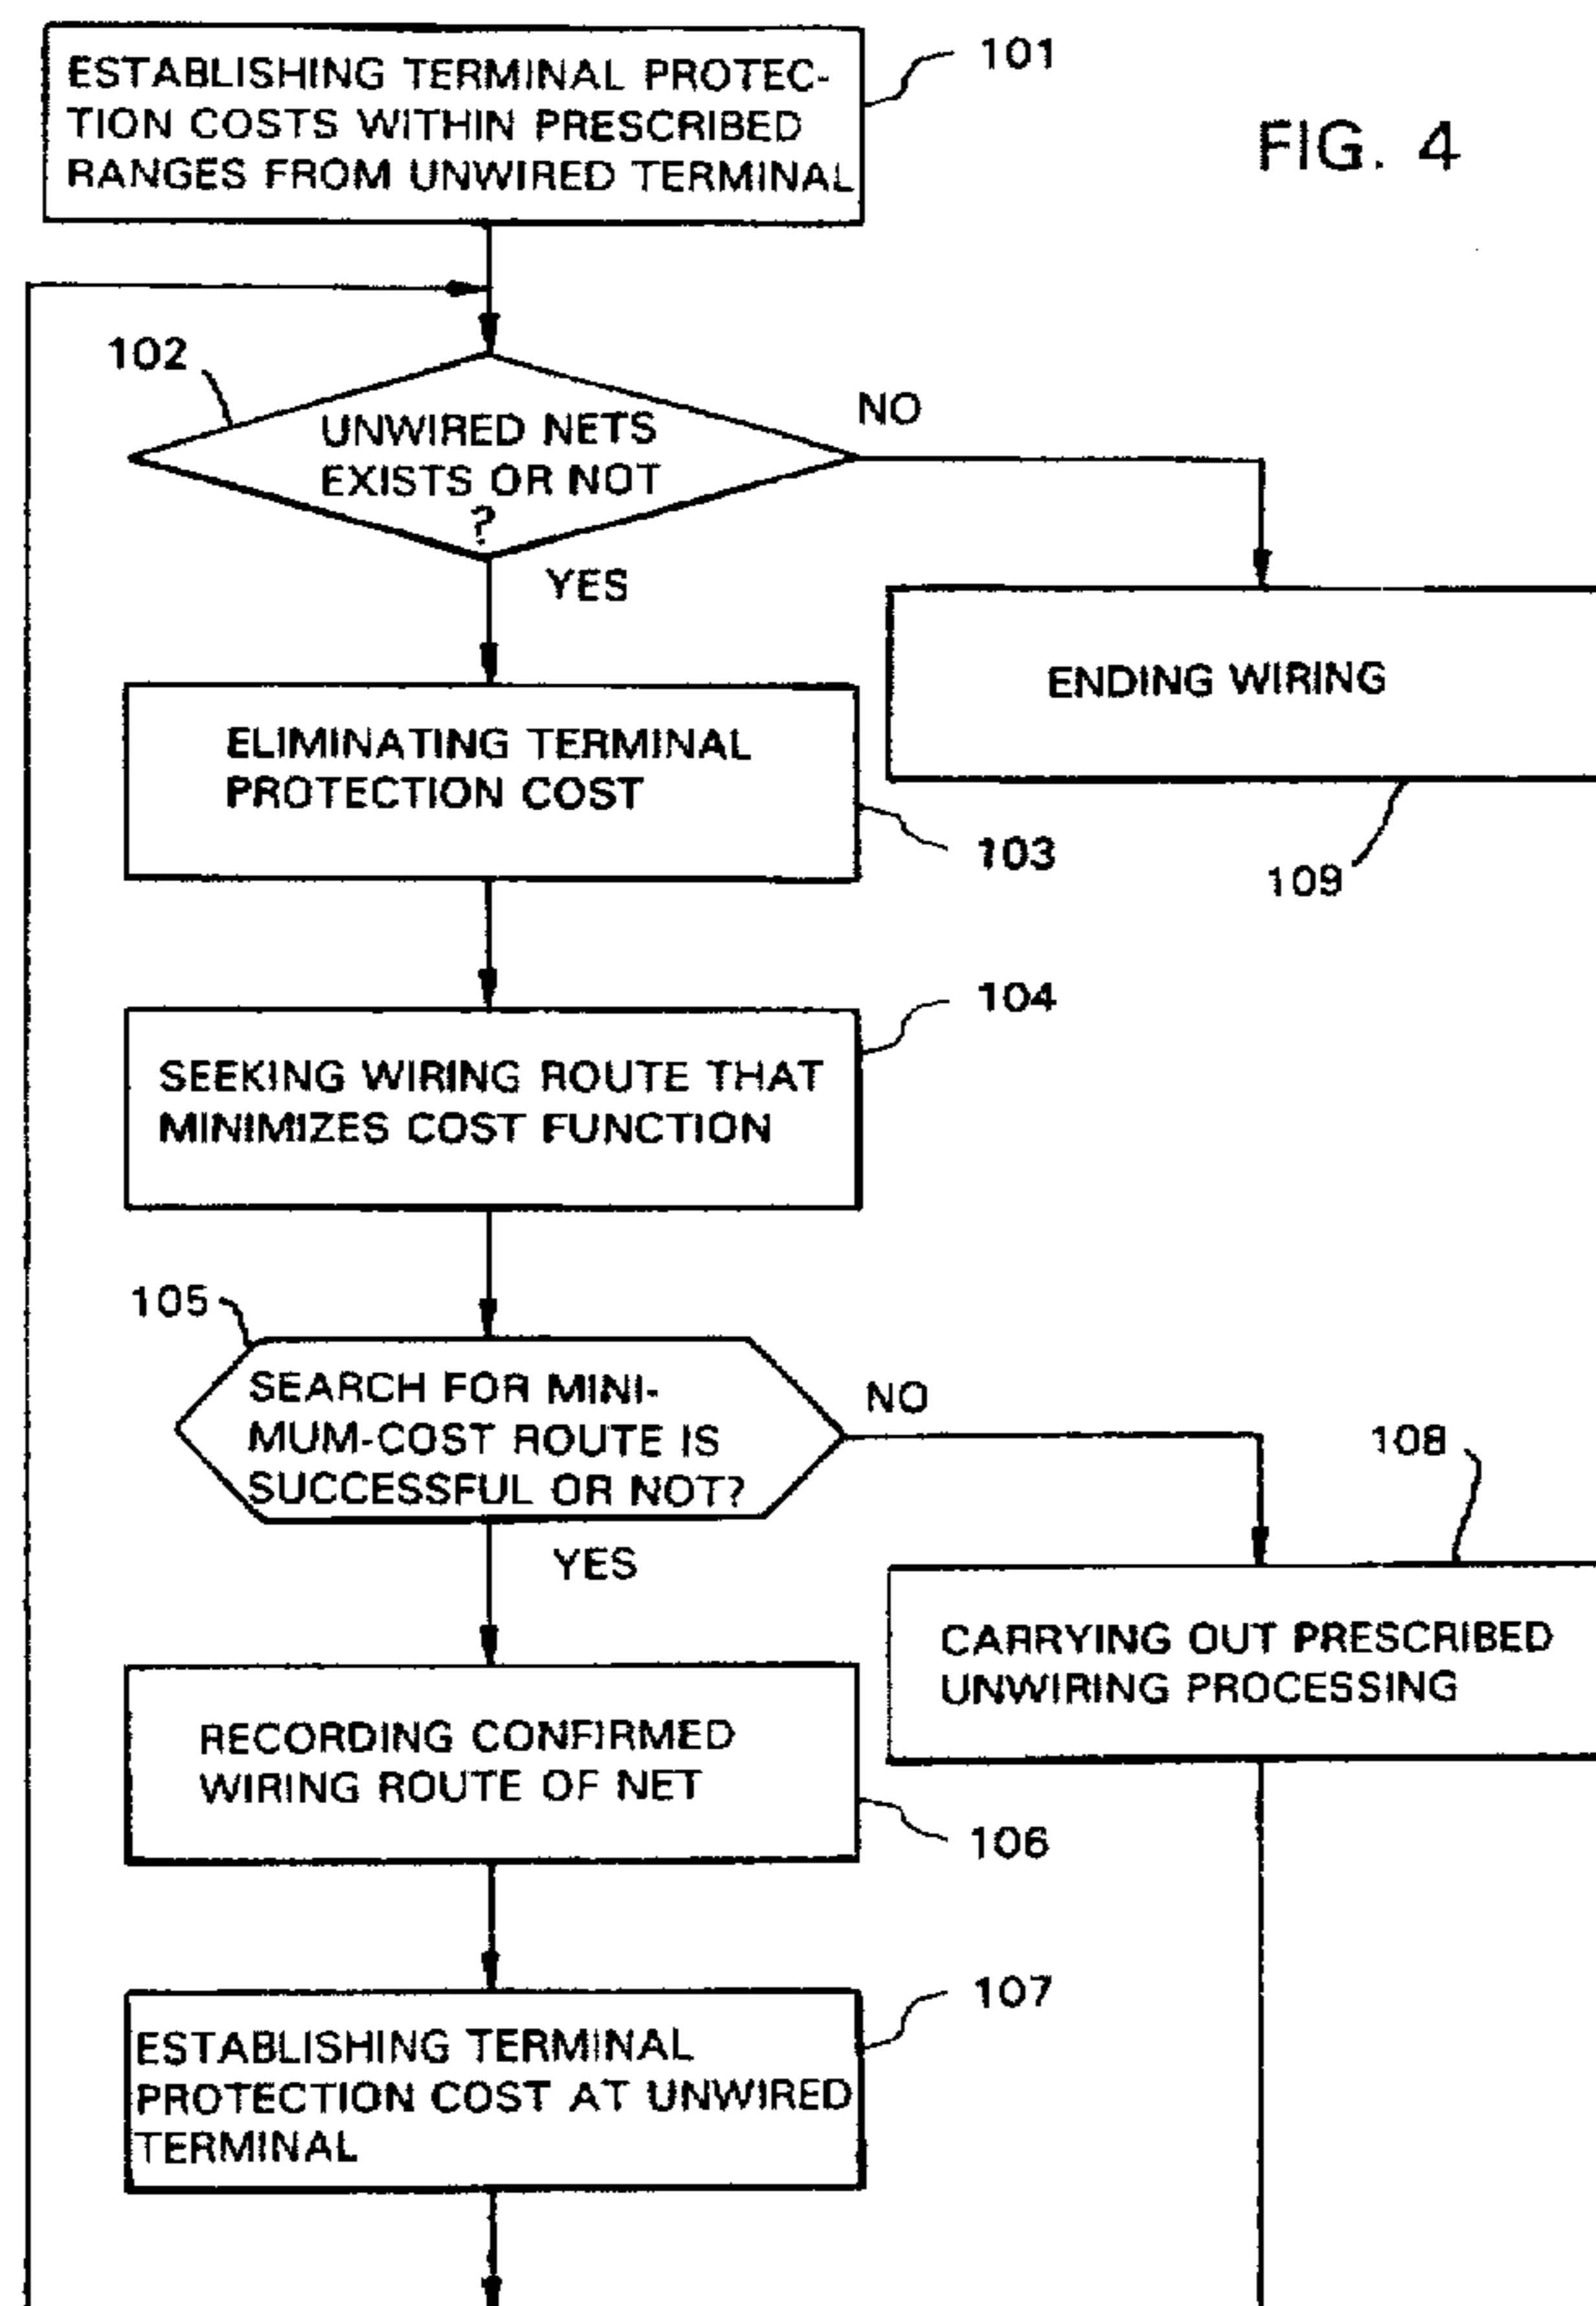 ESTABLISHING TERMINAL PROTEC-
TION COSTS WITHIN PRESCRIBED
RANGES FROM UNWIRED TERMINAL
101
FIG. 4
102
UNWIRED NETS
EXISTS OR NOT
?
NO
YES
ENDING WIRING
109
ELIMINATING TERMINAL
PROTECTION COST
103
104
SEEKING WIRING ROUTE THAT
MINIMIZES COST FUNCTION
105
SEARCH FOR MINI-
MUM-COST ROUTE IS
SUCCESSFUL OR NOT?
NO
YES
108
CARRYING OUT PRESCRIBED
UNWIRING PROCESSING
RECORDING CONFIRMED
WIRING ROUTE OF NET
106
107
ESTABLISHING TERMINAL
PROTECTION COST AT UNWIRED
TERMINAL